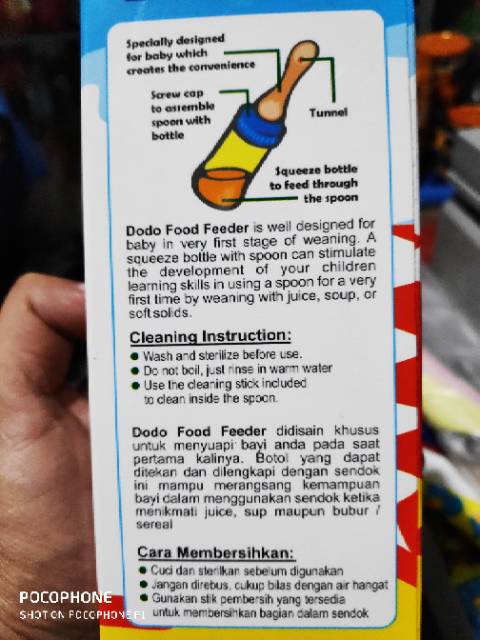 Specially designed
for baby which
creates the convenience
Screw cap
to assemble
spoon with
bottle
Tunnel
Squeeze bottle
to feed through
the spoon
Dodo Food Feeder is well designed for
baby in very first stage of weaning. A
squeeze bottle with spoon can stimulate
the development of your children
learning skills in using a spoon for a very
first time by weaning with juice, soup, or
soft solids.
Cleaning Instruction:
● Wash and sterilize before use.
● Do not boil, just rinse in warm water
● Use the cleaning stick included
to clean inside the spoon.
Dodo Food Feeder didisain khusus
untuk menyuapi bayi anda pada saat
pertama kalinya. Botol yang dapat
ditekan dan dilengkapi dengan sendok
ini mampu merangsang kemampuan
bayi dalam menggunakan sendok ketika
menikmati juice, sup maupun bubur /
sereal
Cara Membersihkan:
● Cuci dan sterilkan sebelum digunakan
● Jangan direbus, cukup bilas dengan air hangat
● Gunakan stik pembersih yang tersedia
untuk membersihkan bagian dalam sendok
POCOPHONE
SHOT ON POCOPHONE F1